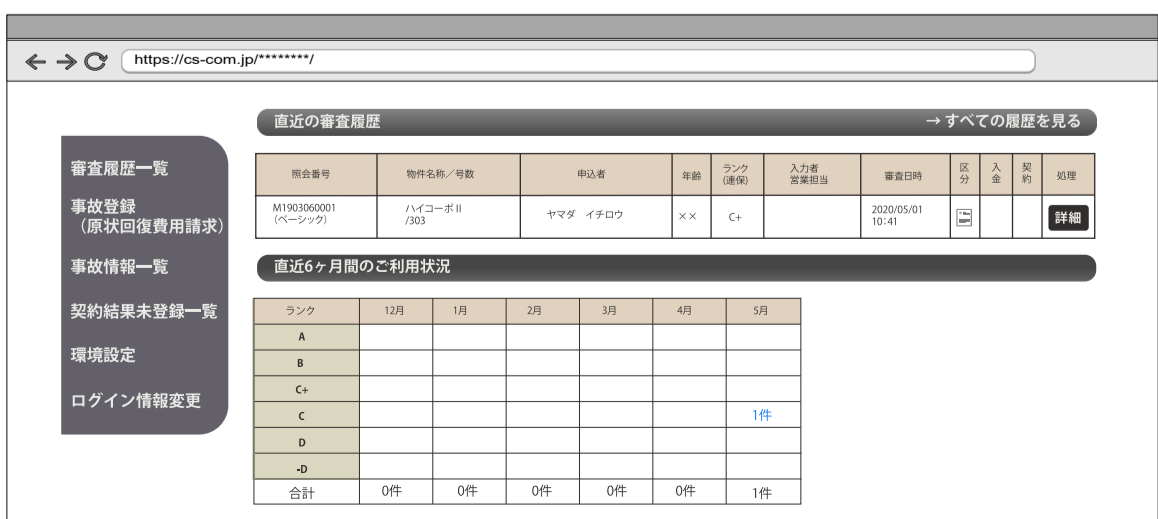 https://cs-com.jp/********/
直近の審査履歴
→ すべての履歴を見る
審査履歴一覧
事故登録
(原状回復費用請求)
事故情報一覧
契約結果未登録一覧
環境設定
ログイン情報変更
照会番号 物件名称/号数 申込者 年齢 ランク(連保) 入力者営業担当 審査日時 区分 入金 契約 処理
M1903060001 ハイコーポⅡ ヤマダ イチロウ ×× C+ 2020/05/01 詳細
(ベーシック) /303 10:41
直近6ヶ月間のご利用状況
ランク 12月 1月 2月 3月 4月 5月
A
B
C+
C 1件
D
-D
合計 0件 0件 0件 0件 0件 1件